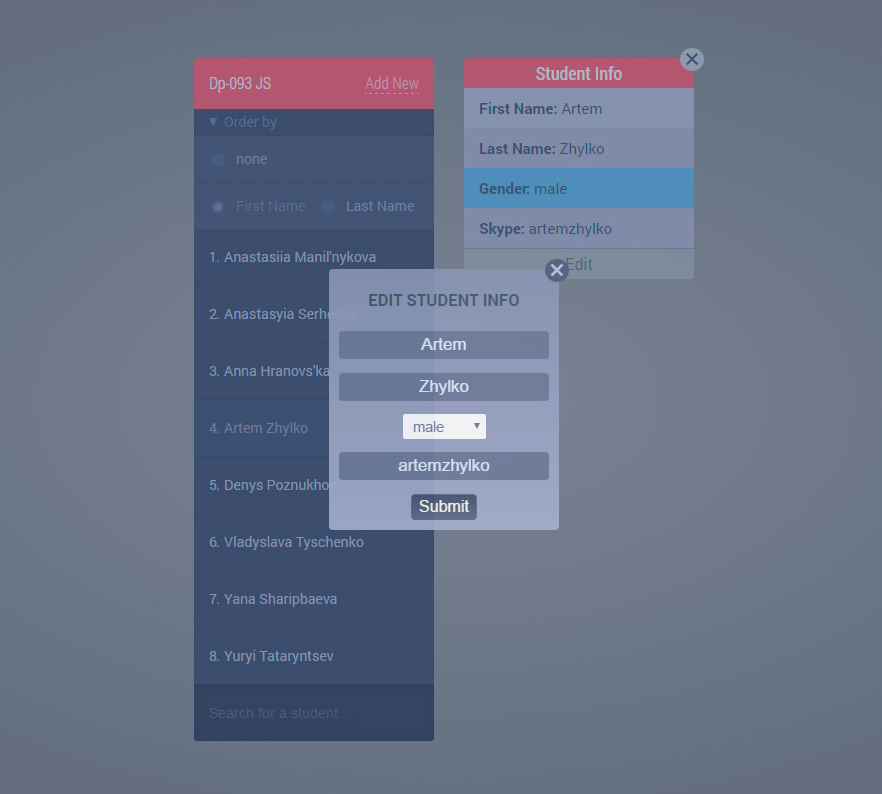 Dp-093 JS Add New
▼ Order by
none
First Name Last Name
1. Anastasiia Manil'nykova
2. Anastasyia Serheeva
3. Anna Hranovs'ka
4. Artem Zhylko
5. Denys Poznukhov
6. Vladyslava Tyschenko
7. Yana Sharipbaeva
8. Yuryi Tataryntsev
Search for a student...
Student Info
First Name: Artem
Last Name: Zhylko
Gender: male
Skype: artemzhylko
Edit
EDIT STUDENT INFO
Artem
Zhylko
male
artemzhylko
Submit